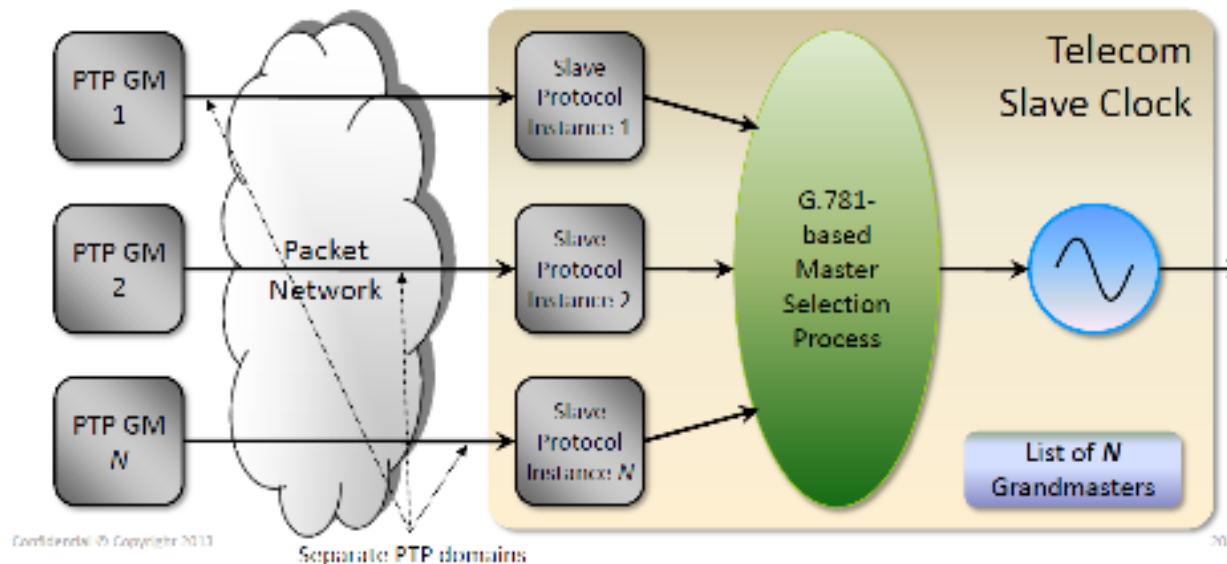 Telecom
Slave Clock
PTP GM
1
Slave
Protocol
Instance 1
PTP GM
2
Packet
Network
Slave
Protocol
Instance 2
G.781-
based
Master
Selection
Process
PTP GM
N
Slave
Protocol
Instance N
List of N
Grandmasters
Separate PTP domains